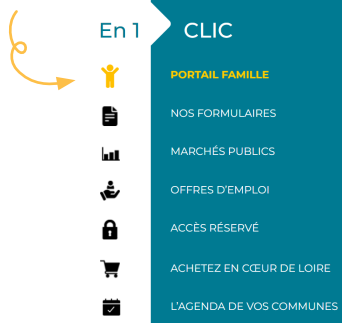 En 1 CLIC
PORTAIL FAMILLE
NOS FORMULAIRES
MARCHÉS PUBLICS
OFFRES D'EMPLOI
ACCÈS RÉSERVÉ
ACHETEZ EN CŒUR DE LOIRE
L'AGENDA DE VOS COMMUNES